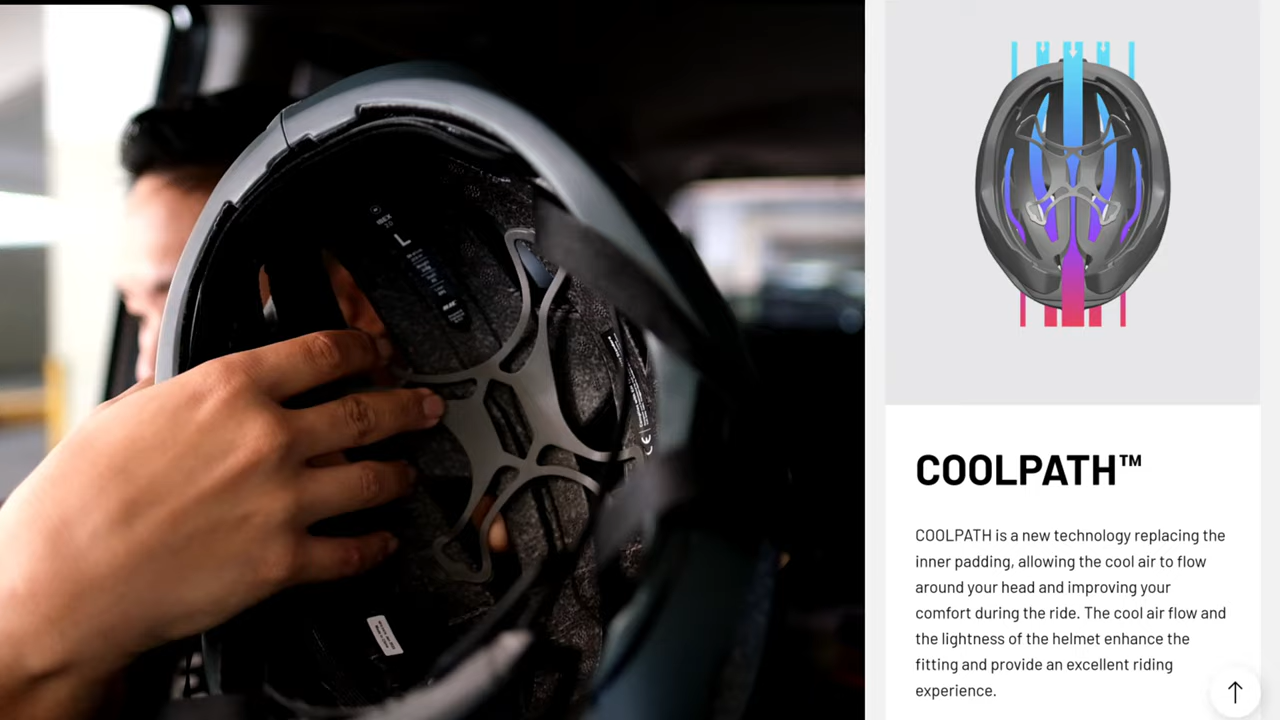 L
CE
COOLPATH™
COOLPATH is a new technology replacing the
inner padding, allowing the cool air to flow
around your head and improving your
comfort during the ride. The cool air flow and
the lightness of the helmet enhance the
fitting and provide an excellent riding
experience.